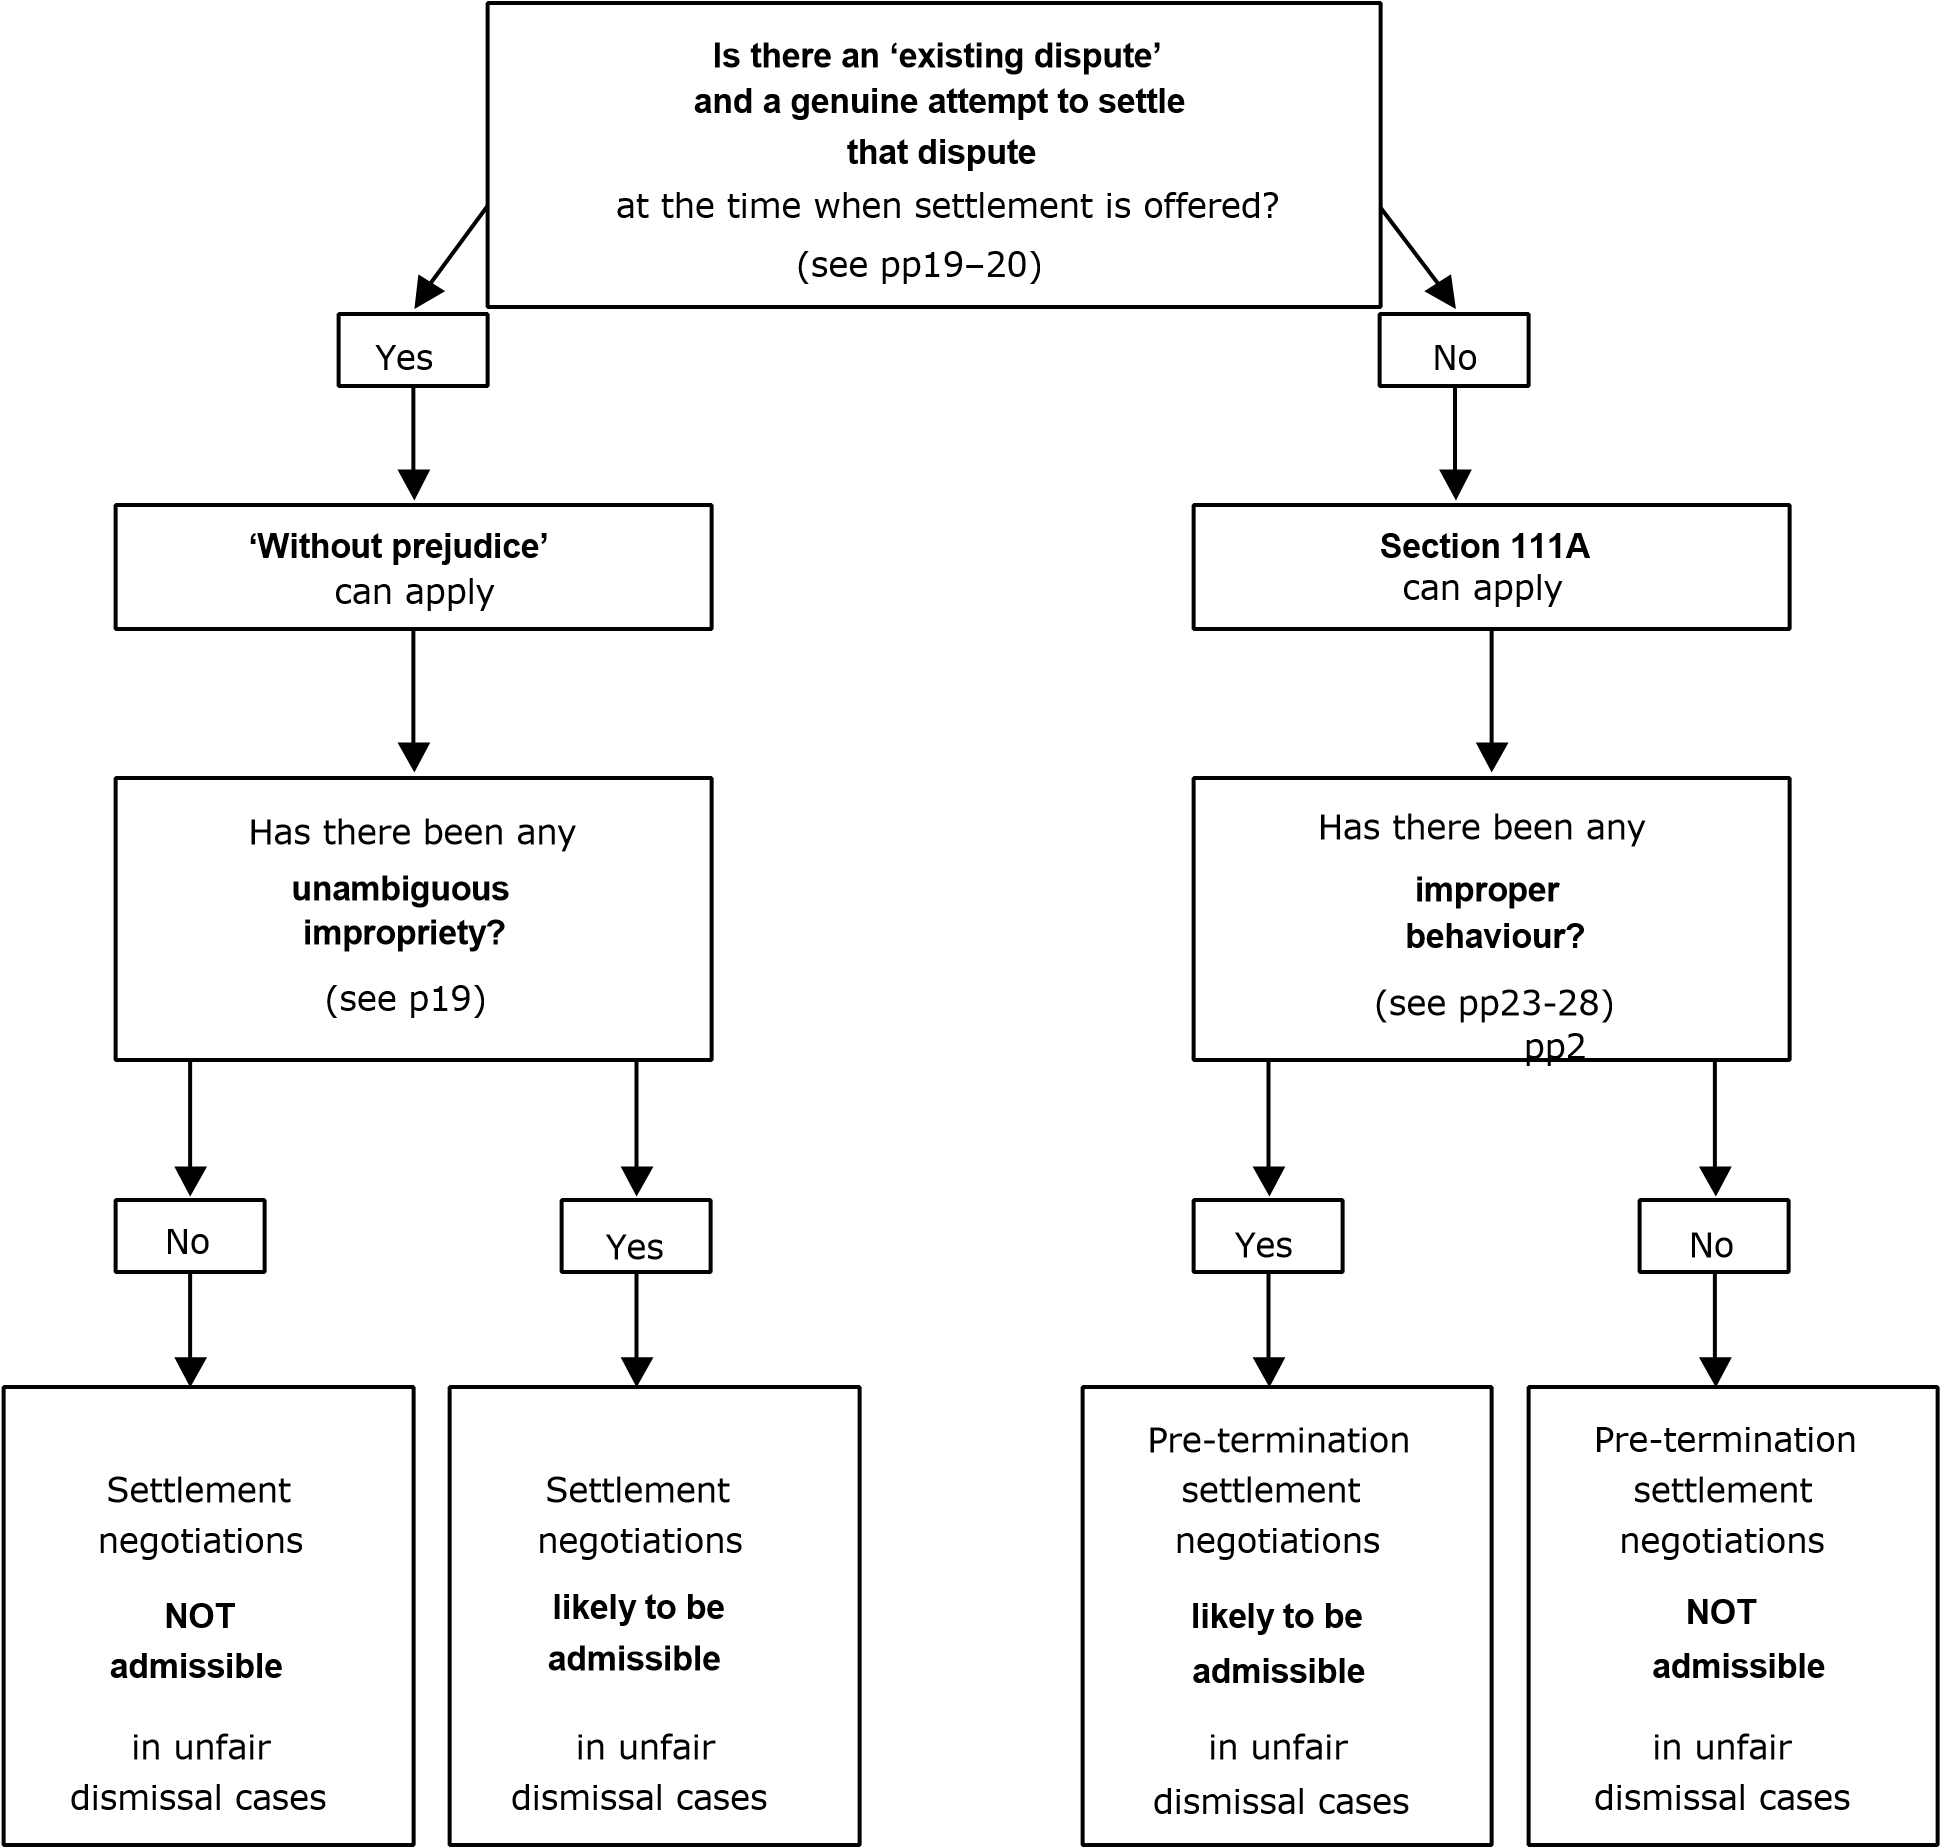 Is there an ‘existing dispute’
and a genuine attempt to settle
that dispute
at the time when settlement is offered?
(see pp19–20)
Yes
No
‘Without prejudice’
can apply
Section 111A
can apply
Has there been any
unambiguous
impropriety?
(see p19)
Has there been any
improper
behaviour?
(see pp23-28)
pp2
No
Yes
Yes
No
Settlement
negotiations
NOT
admissible
in unfair
dismissal cases
Settlement
negotiations
likely to be
admissible
in unfair
dismissal cases
Pre-termination
settlement
negotiations
likely to be
admissible
in unfair
dismissal cases
Pre-termination
settlement
negotiations
NOT
admissible
in unfair
dismissal cases